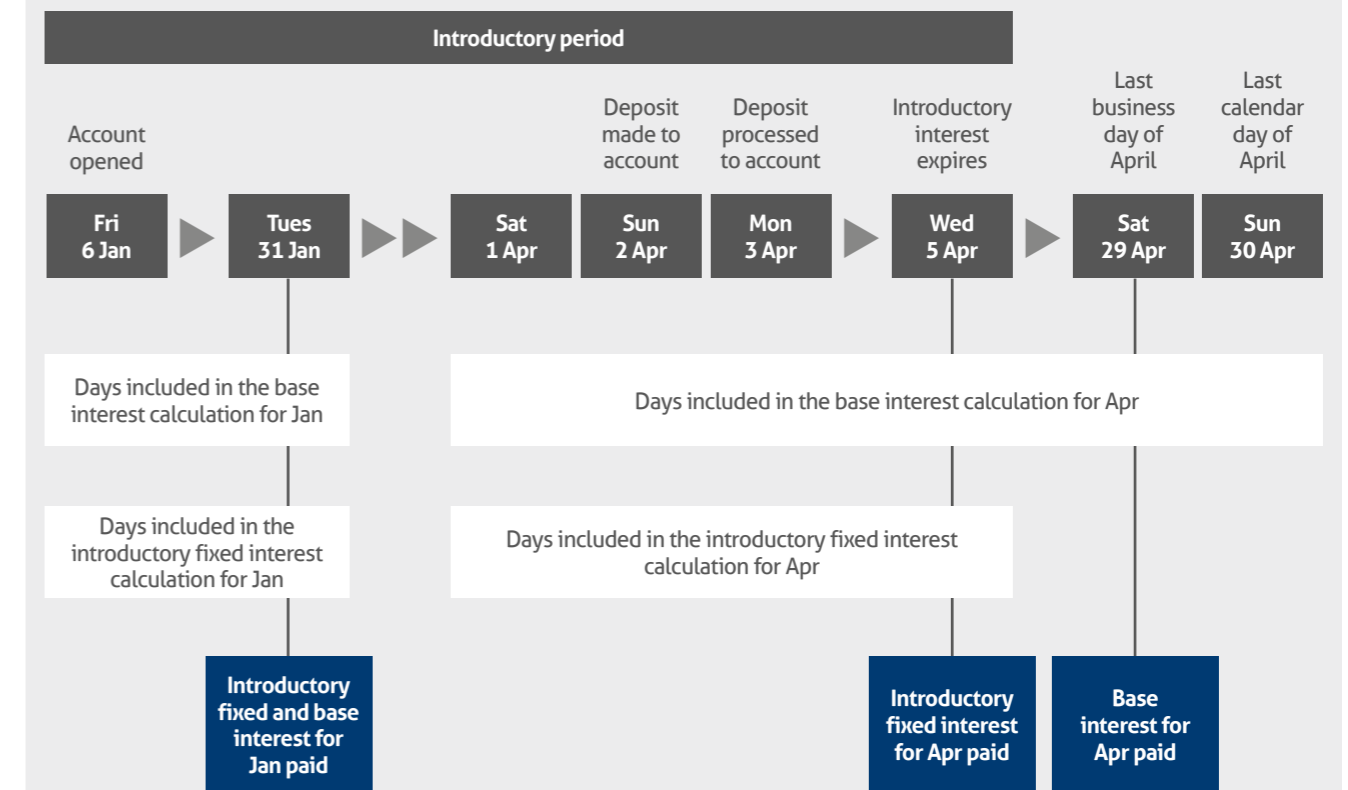 Introductory period
Account
opened
Deposit
made to
account
Deposit
processed
to account
Introductory
interest
expires
Last
business
day of
April
Last
calendar
day of
April
Fri
6 Jan
Tues
31 Jan
Sat
1 Apr
Sun
2 Apr
Mon
3 Apr
Wed
5 Apr
Sat
29 Apr
Sun
30 Apr
Days included in the base
interest calculation for Jan
Days included in the base interest calculation for Apr
Days included in the
introductory fixed interest
calculation for Jan
Days included in the introductory fixed interest
calculation for Apr
Introductory
fixed and base
interest for
Jan paid
Introductory
fixed interest
for Apr paid
Base
interest for
Apr paid